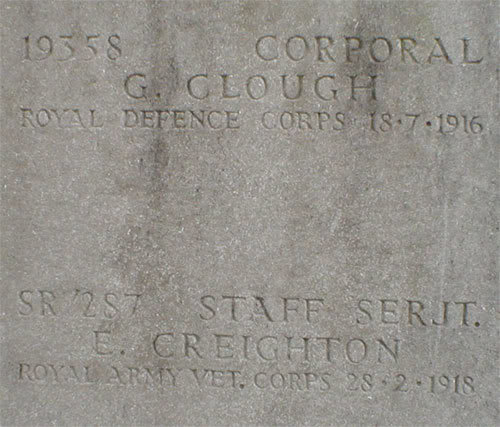 19358 CORPORAL
G. CLOUGH
ROYAL DEFENCE CORPS 18·7·1916
SR/287 STAFF SERJT.
E. CREIGHTON
ROYAL ARMY VET. CORPS 28·2·1918